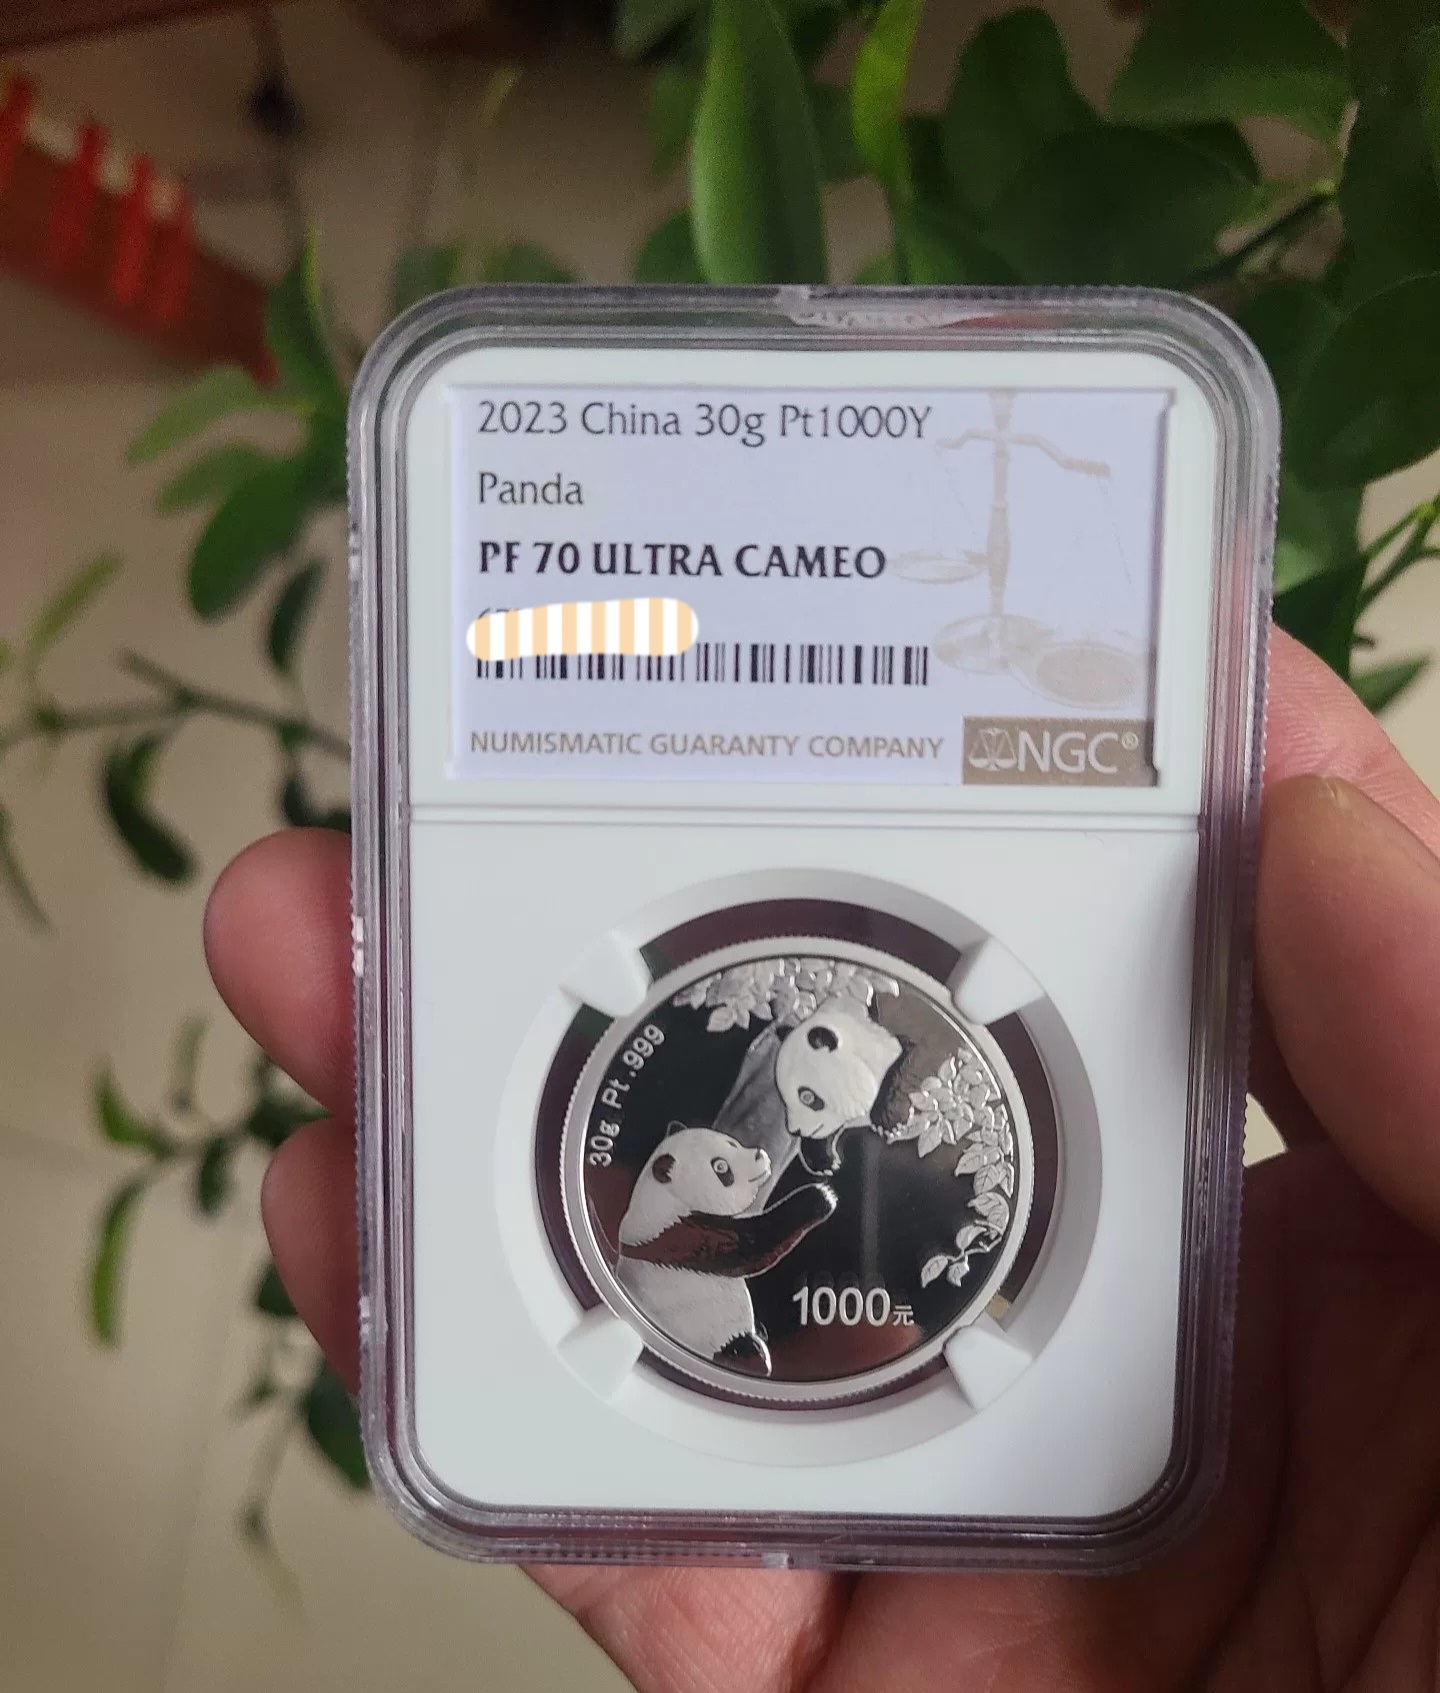 2023 China 30g Pt1000Y
Panda
PF 70 ULTRA CAMEO
NUMISMATIC GUARANTY COMPANY
NGC®
30g Pt.999
1000元